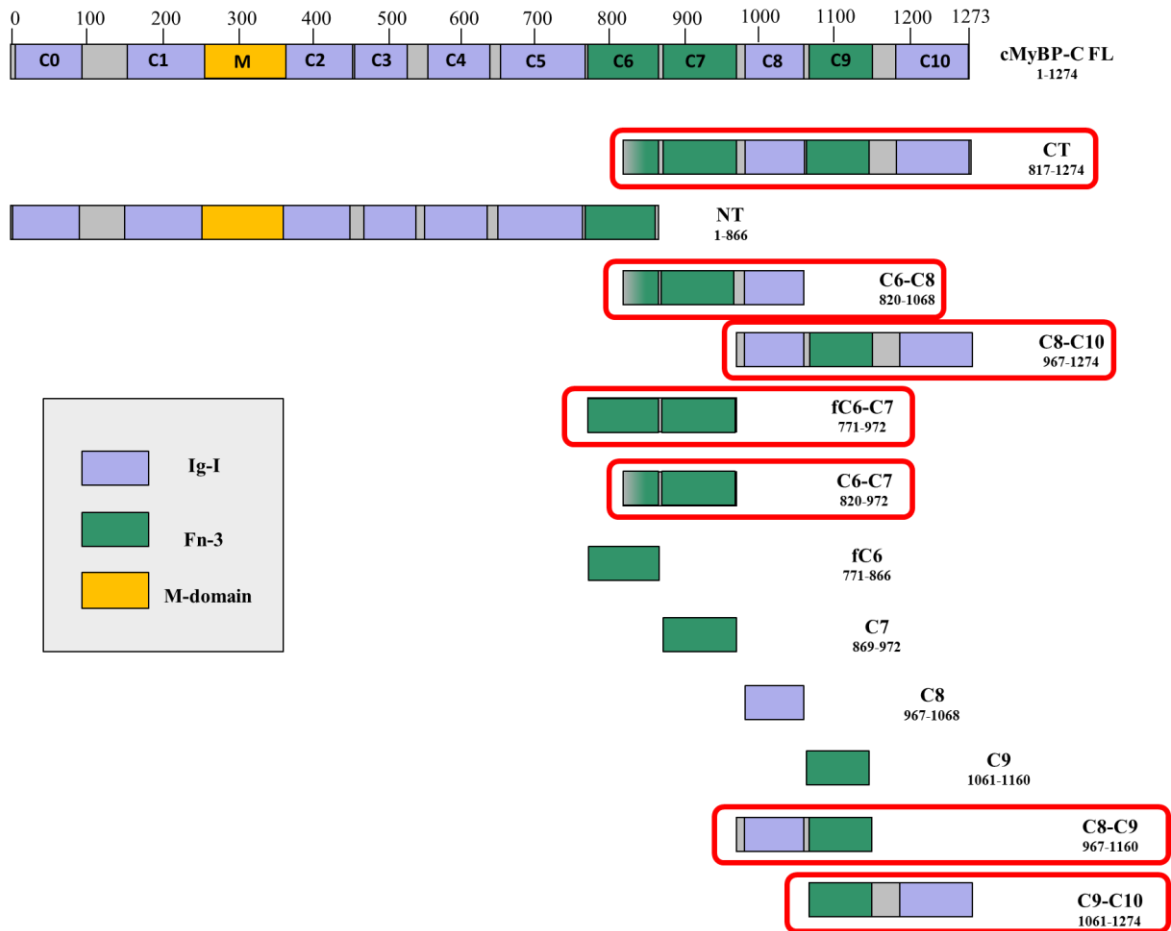 0 100 200 300 400 500 600 700 800 900 1000 1100 1200 1273
C0 C1 M C2 C3 C4 C5 C6 C7 C8 C9 C10
cMyBP-C FL
1-1274
CT
817-1274
NT
1-866
C6-C8
820-1068
C8-C10
967-1274
fC6-C7
771-972
Ig-I
Fn-3
M-domain
C6-C7
820-972
fC6
771-866
C7
869-972
C8
967-1068
C9
1061-1160
C8-C9
967-1160
C9-C10
1061-1274